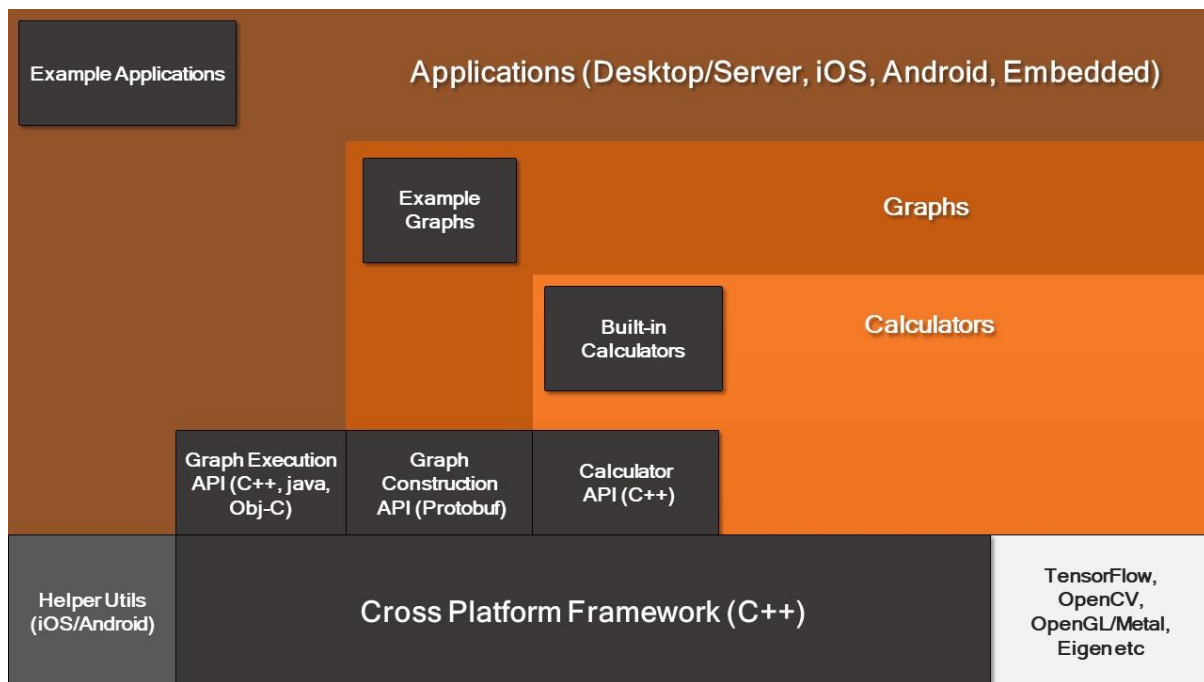 Example Applications
Applications (Desktop/Server, iOS, Android, Embedded)
Example
Graphs
Graphs
Built-in
Calculators
Calculators
Graph Execution
API (C++, java,
Obj-C)
Graph
Construction
API (Protobuf)
Calculator
API (C++)
Helper Utils
(iOS/Android)
Cross Platform Framework (C++)
TensorFlow,
OpenCV,
OpenGL/Metal,
Eigen etc